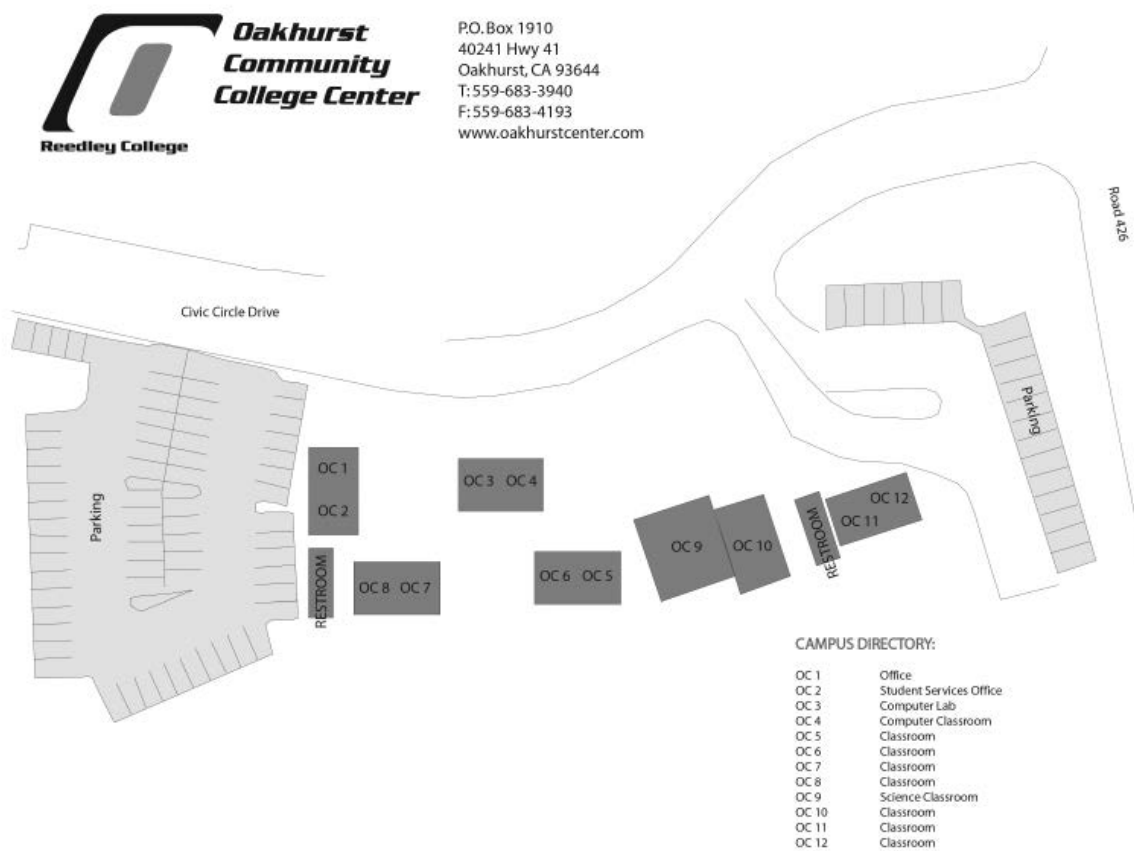 Oakhurst
Community
College Center
Reedley College
P.O. Box 1910
40241 Hwy 41
Oakhurst, CA 93644
T: 559-683-3940
F: 559-683-4193
www.oakhurstcenter.com
Road 426
Civic Circle Drive
Parking
Parking
OC 1
OC 2
OC 3 OC 4
OC 12
OC 11
RESTROOM
OC 9
OC 10
RESTROOM
OC 8 OC 7
OC 6 OC 5
CAMPUS DIRECTORY:
OC 1 Office
OC 2 Student Services Office
OC 3 Computer Lab
OC 4 Computer Classroom
OC 5 Classroom
OC 6 Classroom
OC 7 Classroom
OC 8 Classroom
OC 9 Science Classroom
OC 10 Classroom
OC 11 Classroom
OC 12 Classroom